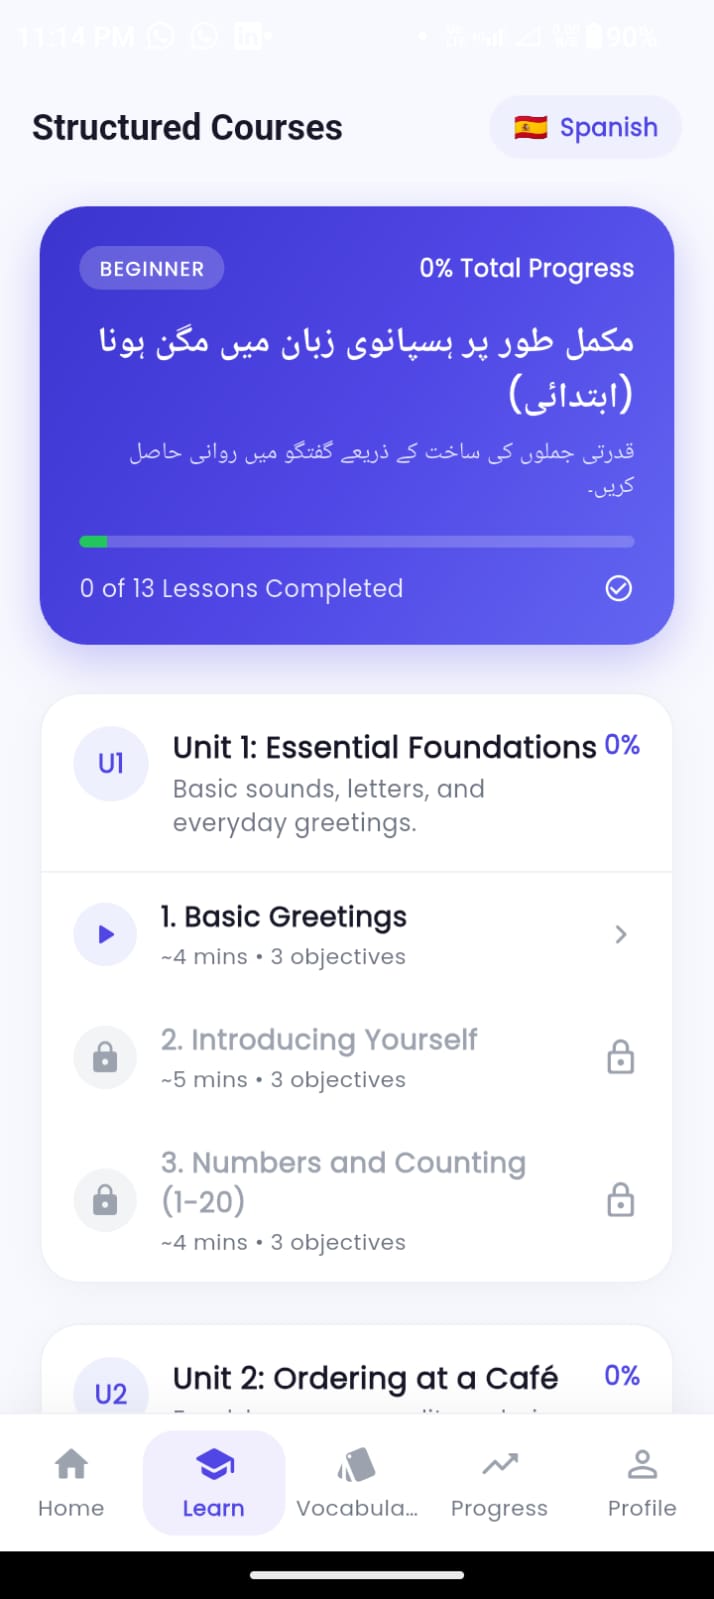 11:14 PM
90%
Structured Courses
Spanish
BEGINNER
0% Total Progress
مکمل طور پر ہسپانوی زبان میں مگن ہونا
(ابتدائی)
قدرتی جملوں کی ساخت کے ذریعے گفتگو میں روانی حاصل
کریں۔
0 of 13 Lessons Completed
U1
Unit 1: Essential Foundations
0%
Basic sounds, letters, and
everyday greetings.
1. Basic Greetings
~4 mins • 3 objectives
2. Introducing Yourself
~5 mins • 3 objectives
3. Numbers and Counting
(1-20)
~4 mins • 3 objectives
U2
Unit 2: Ordering at a Café
0%
Home
Learn
Vocabula...
Progress
Profile